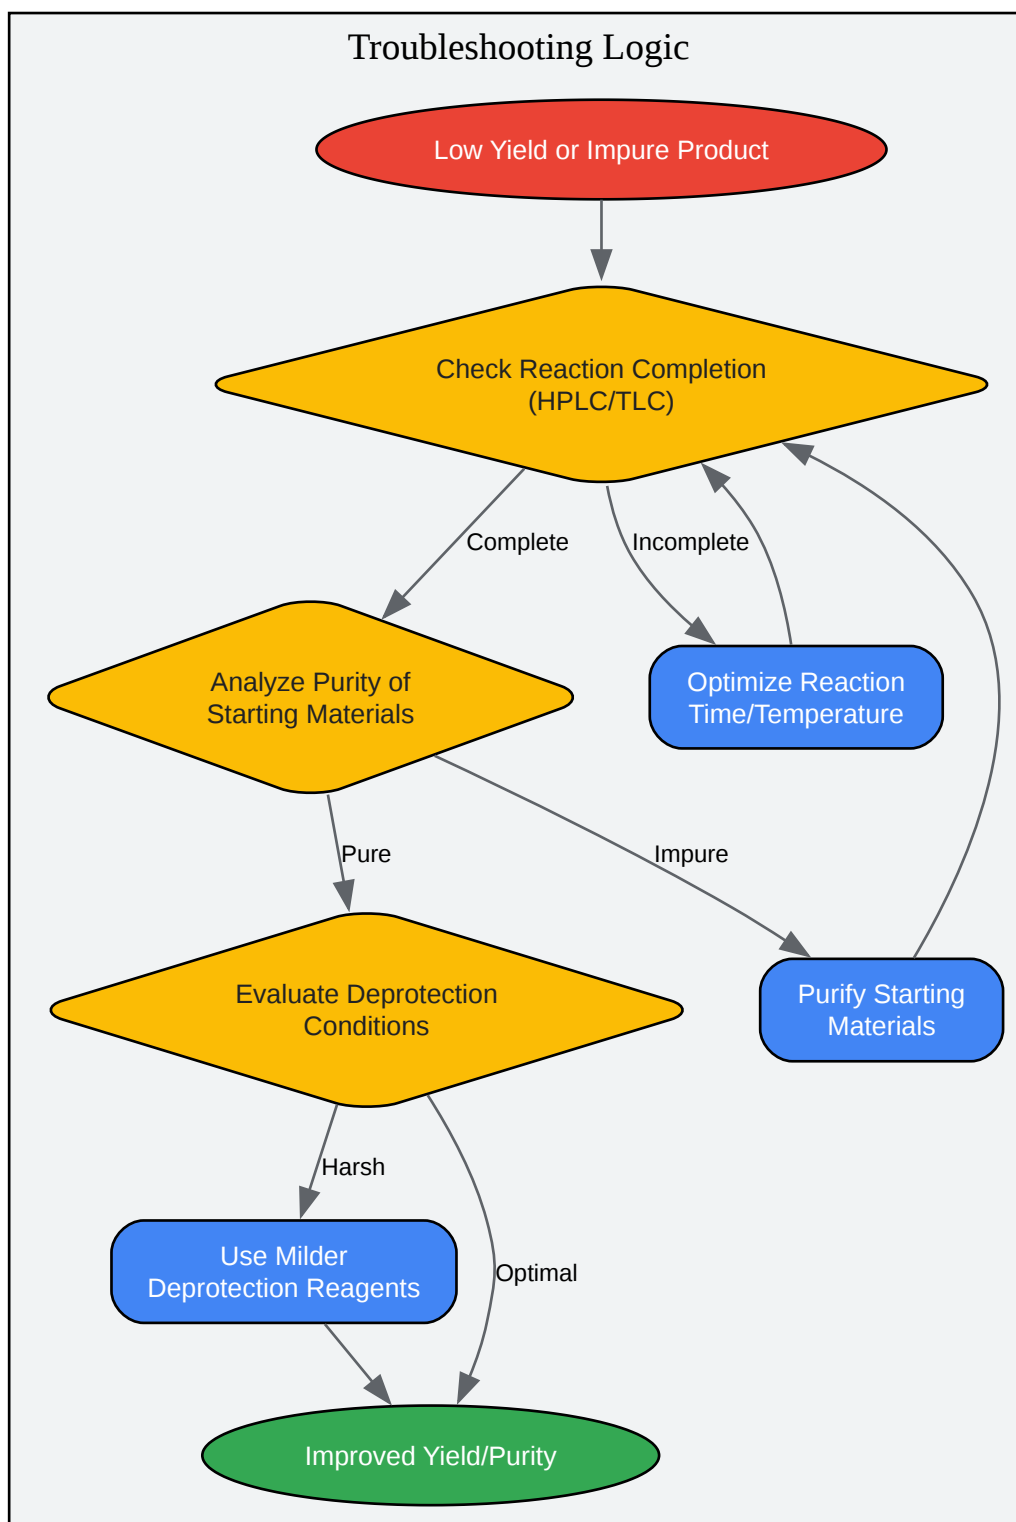 Troubleshooting Logic
Low Yield or Impure Product
Check Reaction Completion
(HPLC/TLC)
Complete
Incomplete
Analyze Purity of
Starting Materials
Optimize Reaction
Time/Temperature
Pure
Impure
Evaluate Deprotection
Conditions
Purify Starting
Materials
Harsh
Use Milder
Deprotection Reagents
Optimal
Improved Yield/Purity